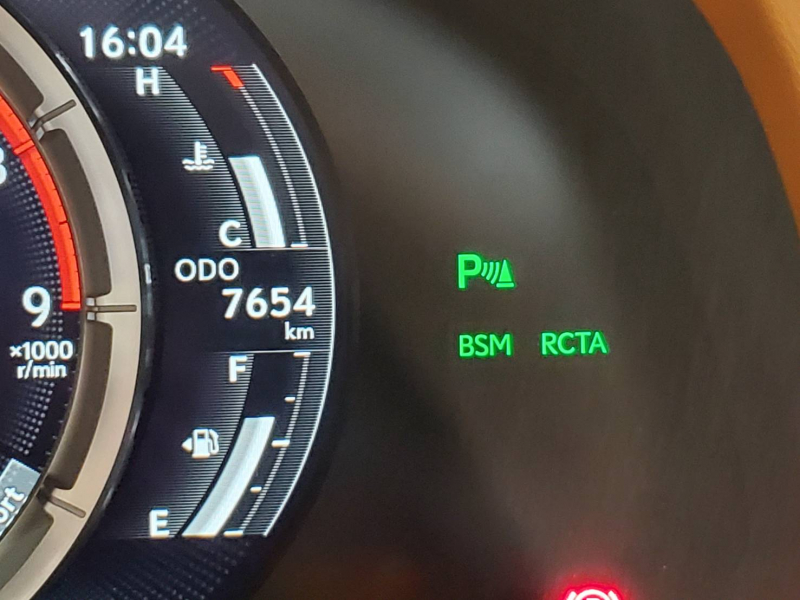 16:04
H
C
ODO
7654
km
9
×1000
r/min
F
E
P
BSM RCTA